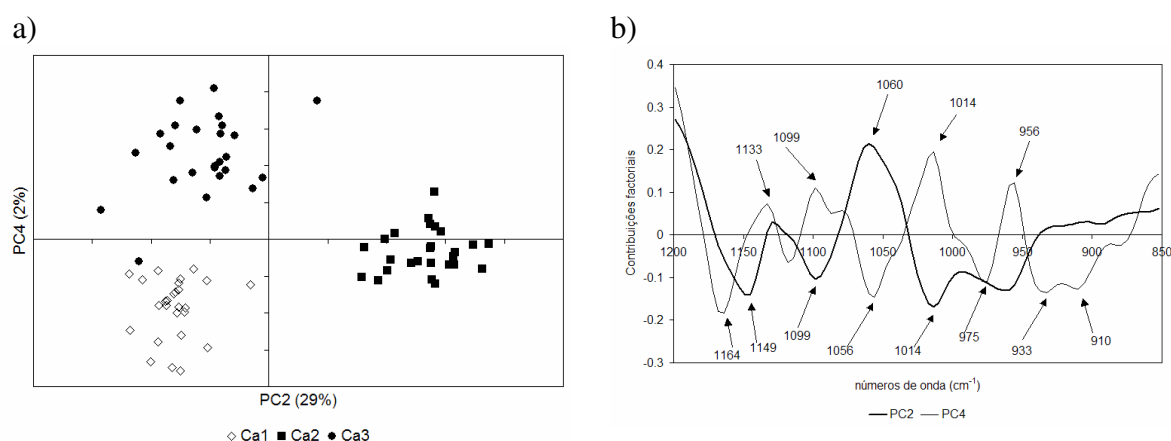 a)
PC4 (2%)
PC2 (29%)
◇ Ca1 ■ Ca2 ● Ca3
b)
Contribuições factoriais
0.4
0.3
0.2
0.1
0
-0.1
-0.2
-0.3
1200 1150 1100 1050 1000 950 900 850
1060
1014
1099
956
1133
1164
1149
1099
1056
1014
975
933
910
números de onda (cm⁻¹)
PC2 PC4